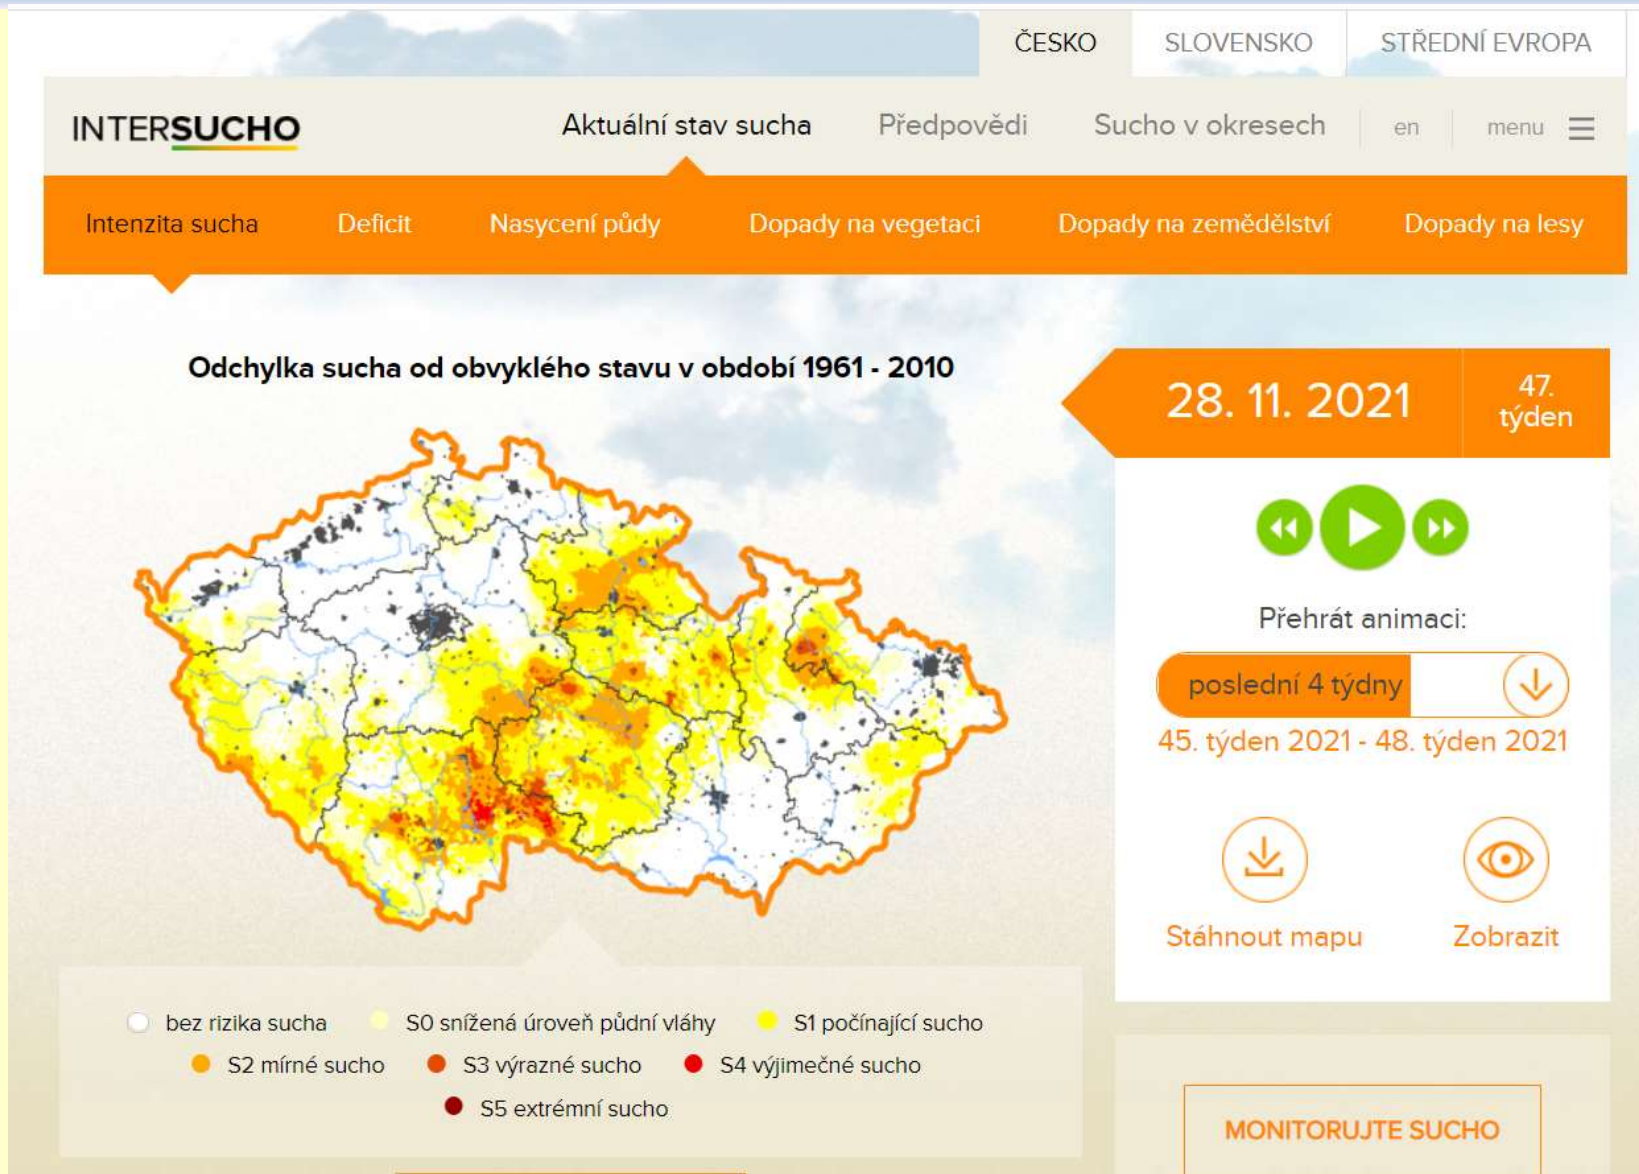 ČESKO SLOVENSKO STŘEDNÍ EVROPA
INTERSUCHO Aktuální stav sucha Předpovědi Sucho v okresech en menu
Intenzita sucha Deficit Nasycení půdy Dopady na vegetaci Dopady na zemědělství Dopady na lesy
Odchylka sucha od obvyklého stavu v období 1961 - 2010
28. 11. 2021
47.
týden
Přehrát animaci:
poslední 4 týdny
45. týden 2021 - 48. týden 2021
Stáhnout mapu Zobrazit
bez rizika sucha S0 snížená úroveň půdní vláhy S1 počínající sucho
S2 mírné sucho S3 výrazné sucho S4 výjimečné sucho
S5 extrémní sucho
MONITORUJTE SUCHO